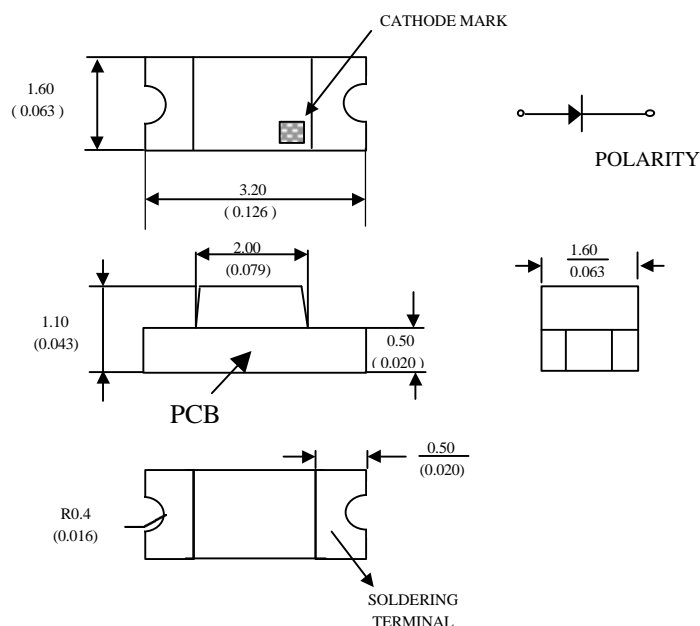 CATHODE MARK
1.60
( 0.063 )
POLARITY
3.20
( 0.126 )
2.00
(0.079)
1.60
0.063
1.10
(0.043)
0.50
( 0.020 )
PCB
0.50
(0.020)
R0.4
(0.016)
SOLDERING
TERMINAL